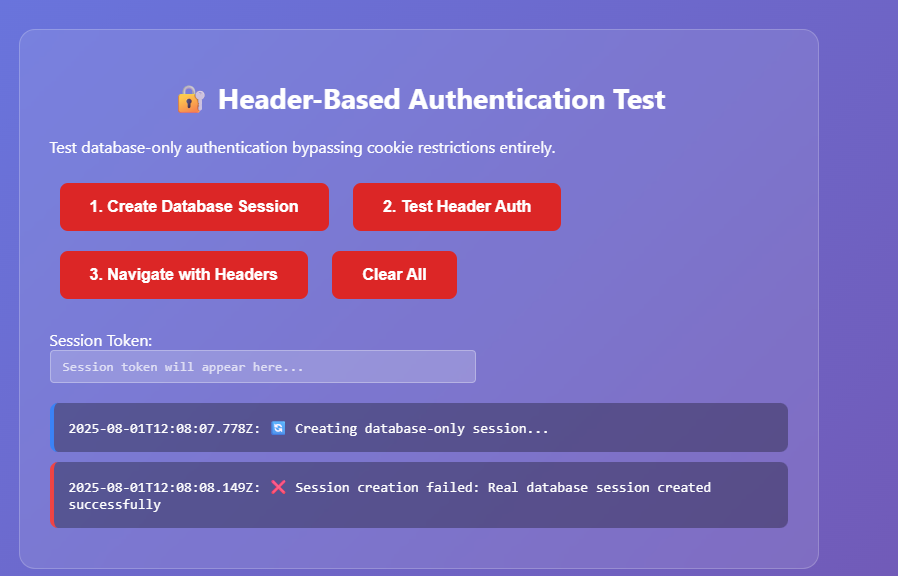 🔐 Header-Based Authentication Test
Test database-only authentication bypassing cookie restrictions entirely.
1. Create Database Session
2. Test Header Auth
3. Navigate with Headers
Clear All
Session Token:
Session token will appear here...
2025-08-01T12:08:07.778Z: 🔄 Creating database-only session...
2025-08-01T12:08:08.149Z: ❌ Session creation failed: Real database session created
successfully